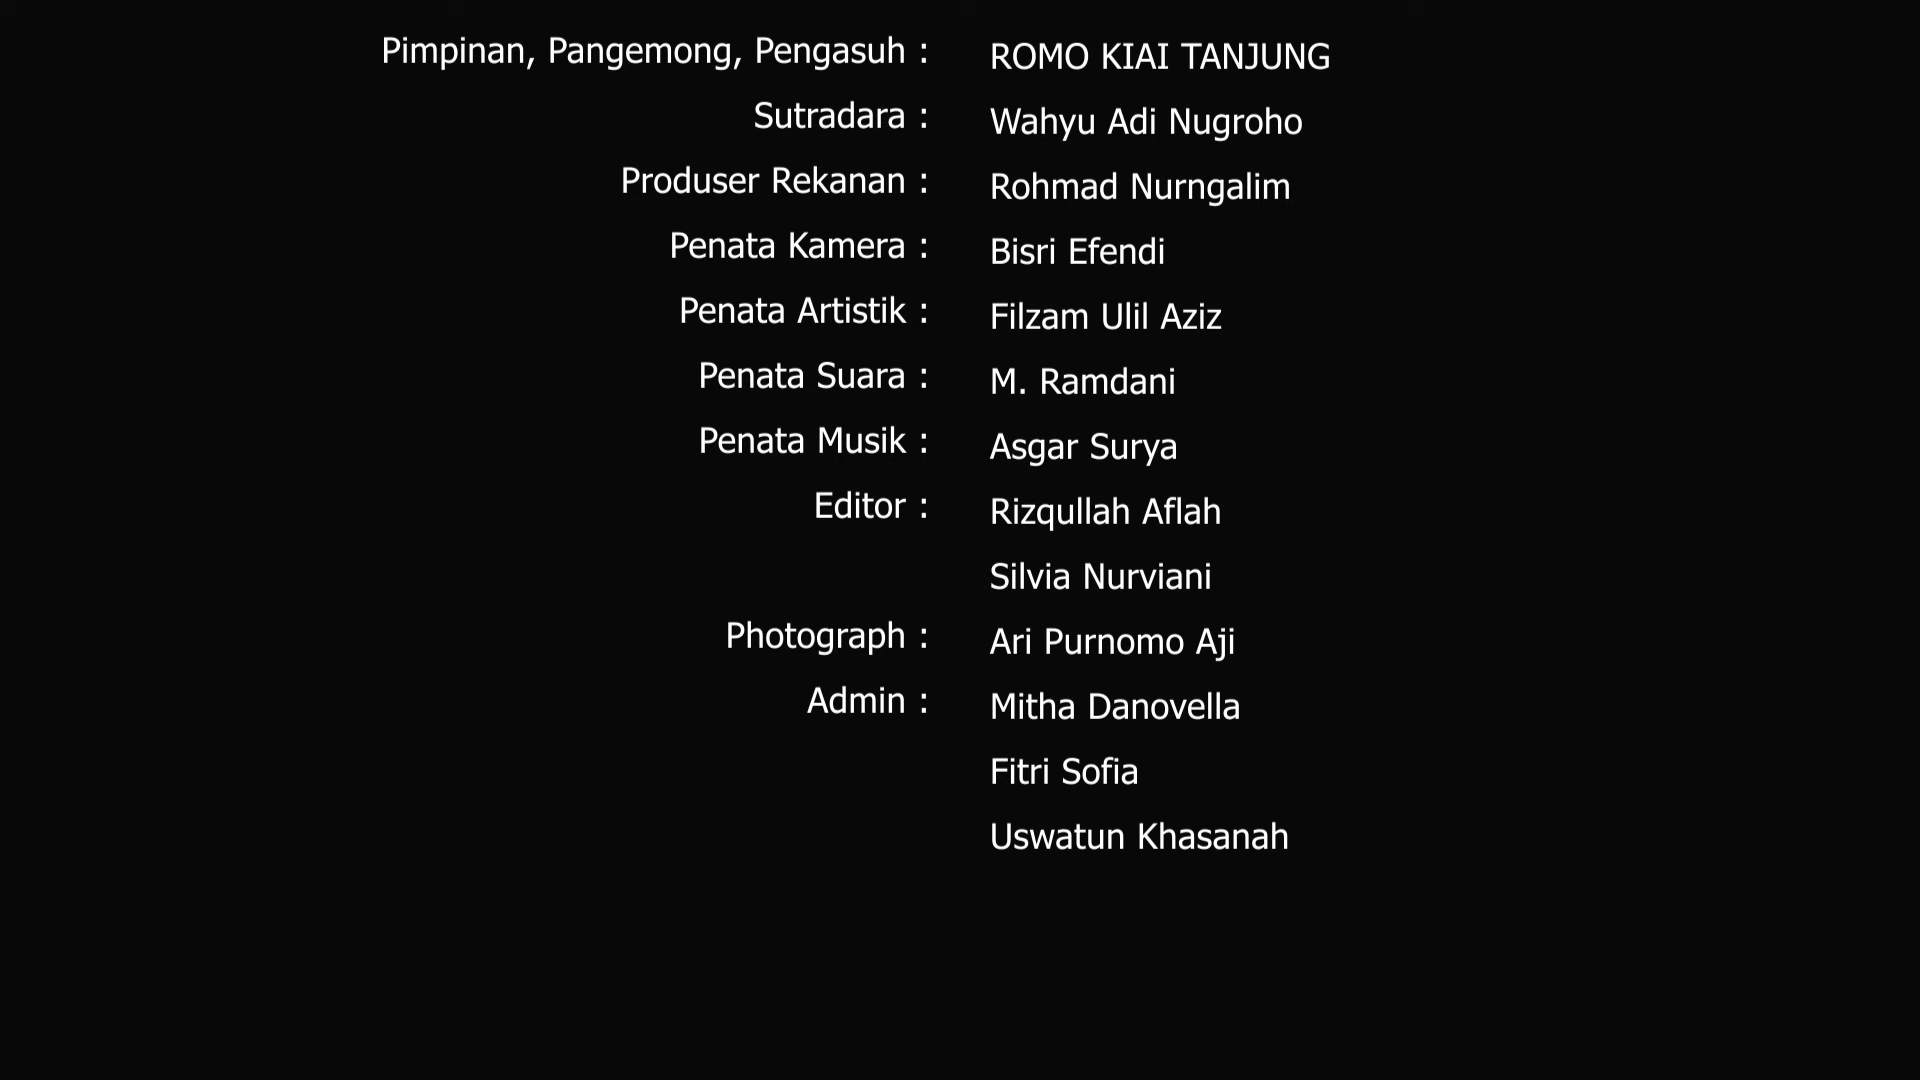 Pimpinan, Pangemong, Pengasuh : ROMO KIAI TANJUNG
Sutradara : Wahyu Adi Nugroho
Produser Rekanan : Rohmad Nurngalim
Penata Kamera : Bisri Efendi
Penata Artistik : Filzam Ulil Aziz
Penata Suara : M. Ramdani
Penata Musik : Asgar Surya
Editor : Rizqullah Aflah
Silvia Nurviani
Photograph : Ari Purnomo Aji
Admin : Mitha Danovella
Fitri Sofia
Uswatun Khasanah